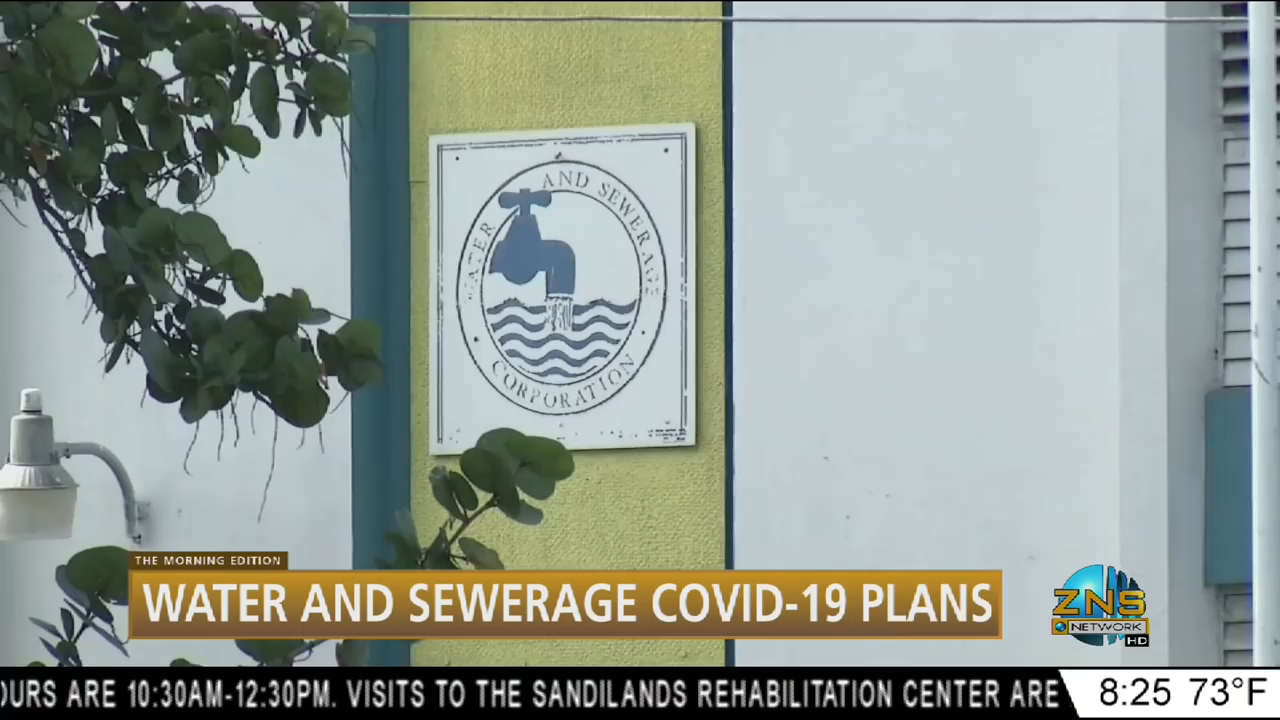 WATER AND SEWERAGE
CORPORATION
THE MORNING EDITION
WATER AND SEWERAGE COVID-19 PLANS
ZNS
NETWORK
HD
OURS ARE 10:30AM-12:30PM. VISITS TO THE SANDILANDS REHABILITATION CENTER ARE
8:25 73°F